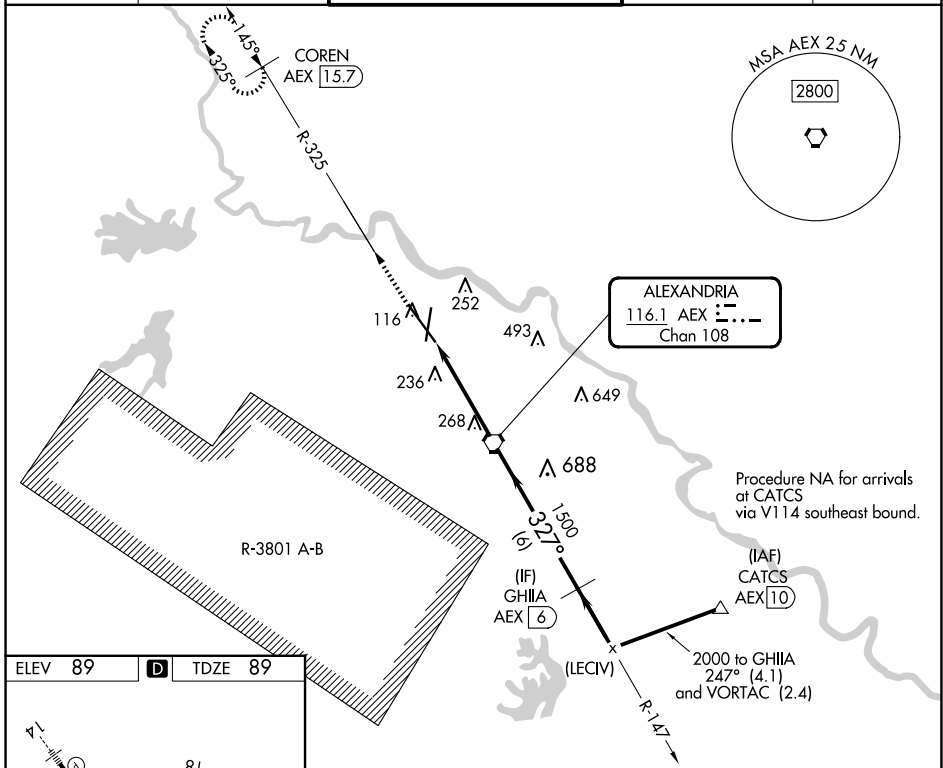 145°
325°
COREN
AEX 15.7
R-325
MSA AEX 25 NM
2800
ALEXANDRIA
116.1 AEX
Chan 108
252
116
493
236
649
268
688
Procedure NA for arrivals
at CATCS
via V114 southeast bound.
1500
327°
(6)
R-3801 A-B
(IAF)
CATCS
AEX 10
(IF)
GHIIA
AEX 6
(LECIV)
2000 to GHIIA
247° (4.1)
and VORTAC (2.4)
R-147
ELEV 89 D TDZE 89
14
18
A